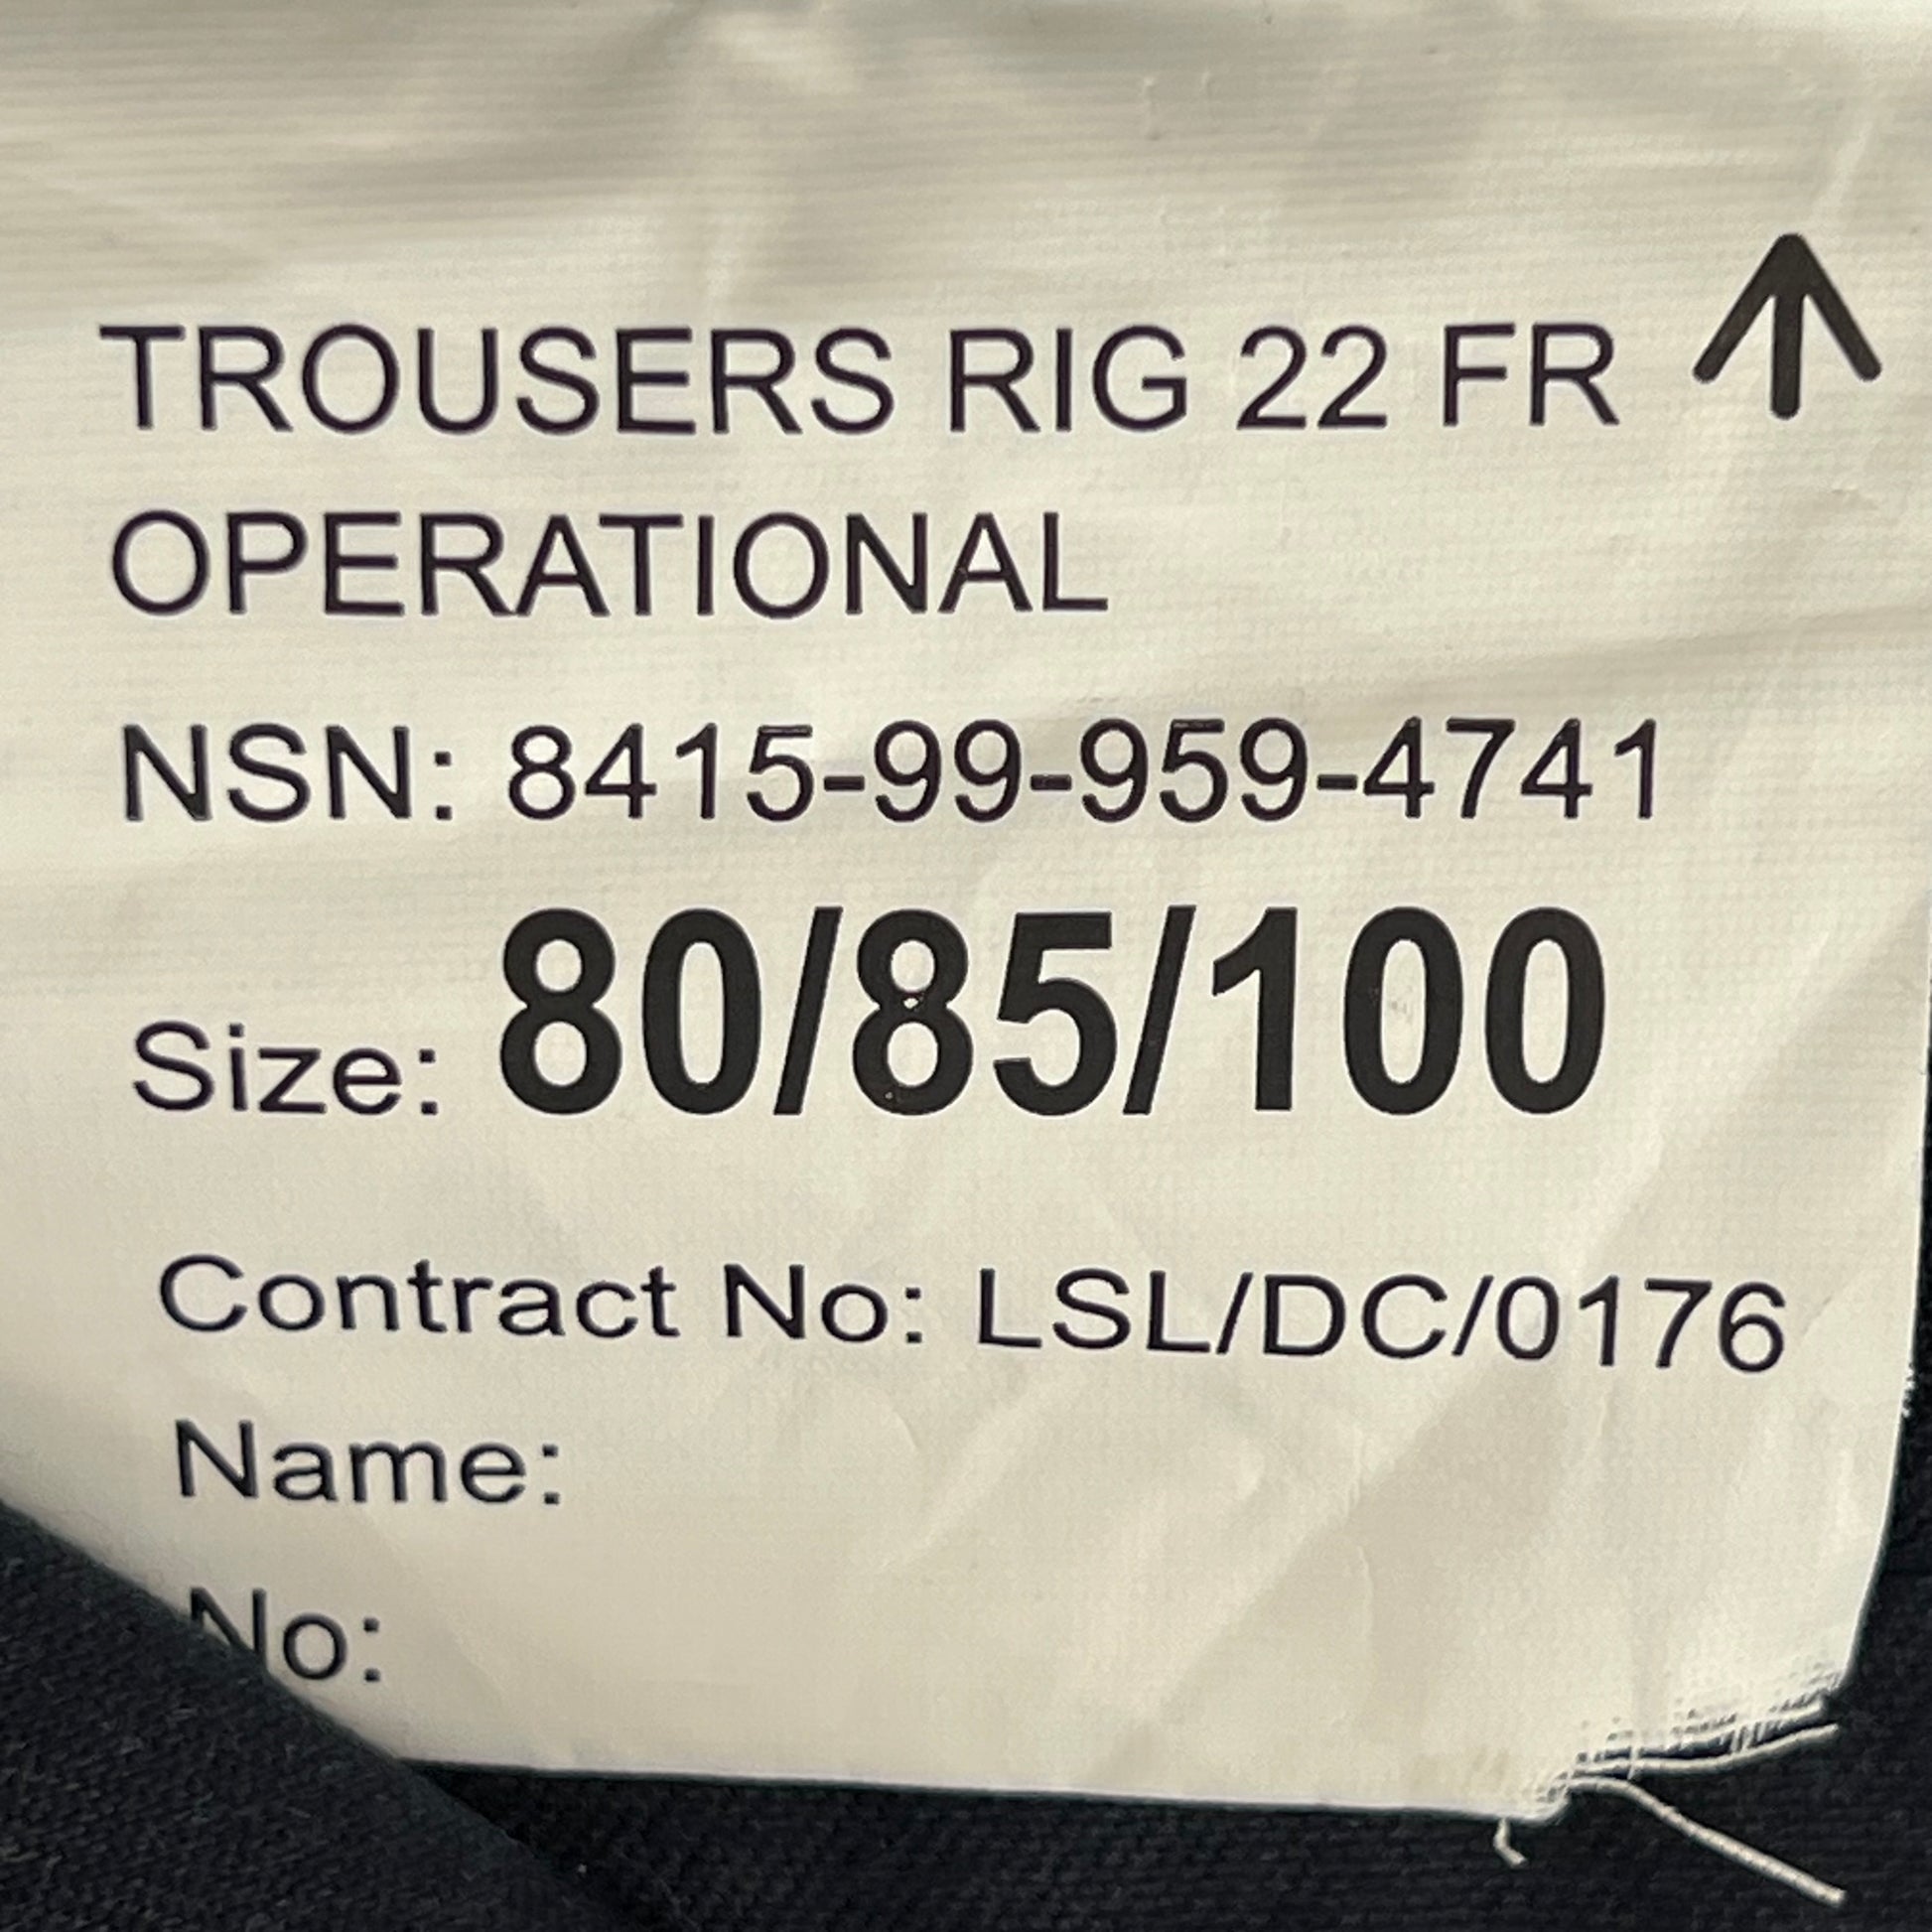 TROUSERS RIG 22 FR
OPERATIONAL
NSN: 8415-99-959-4741
Size: 80/85/100
Contract No: LSL/DC/0176
Name:
No: